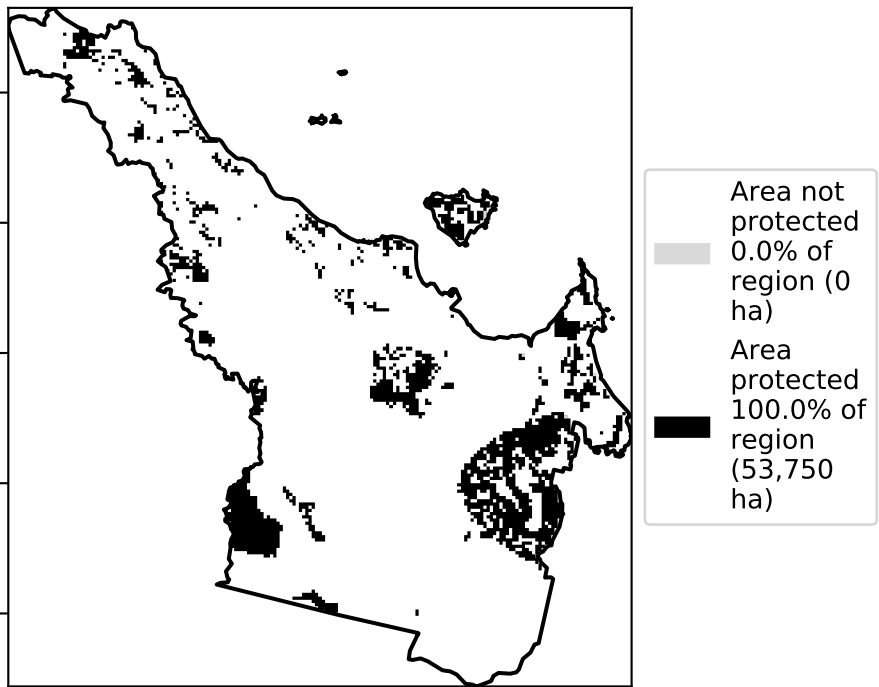 Area not
protected
0.0% of
region (0
ha)
Area
protected
100.0% of
region
(53,750
ha)